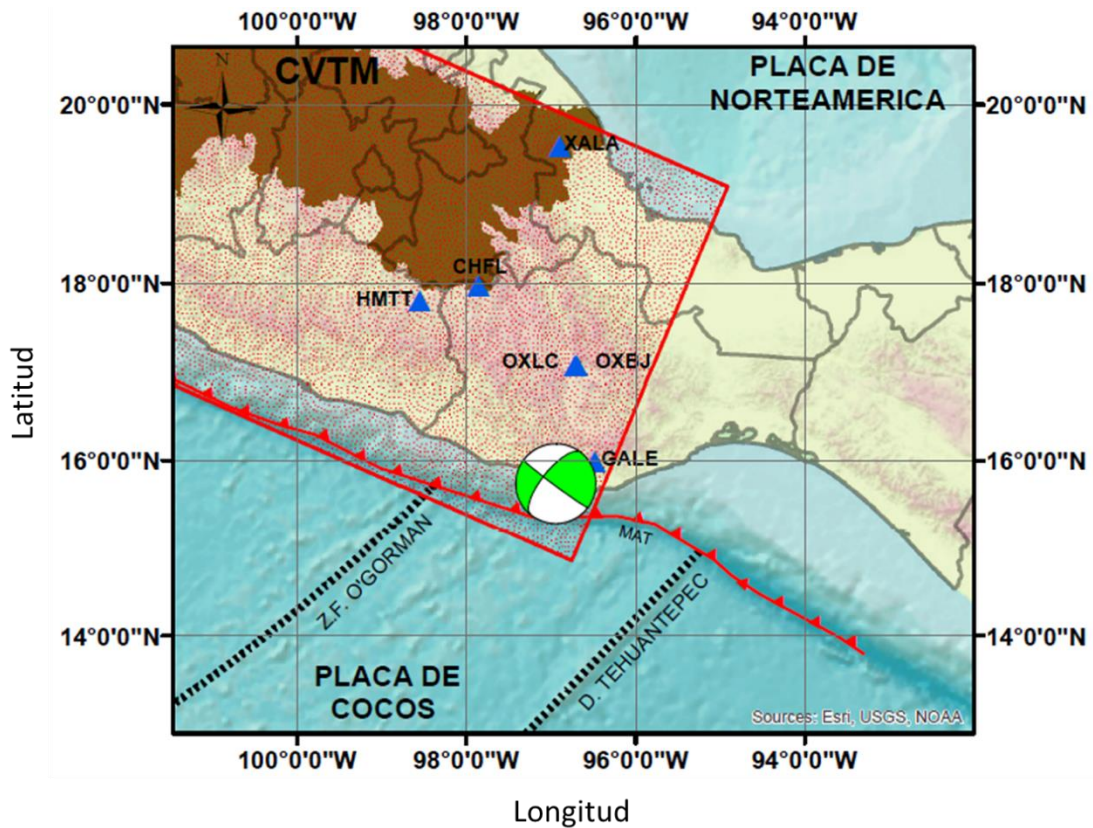 100°0'0"W 98°0'0"W 96°0'0"W 94°0'0"W
N
CVTM
PLACA DE
NORTEAMERICA
20°0'0"N 20°0'0"N
XALA
CHFL
18°0'0"N 18°0'0"N
HMTT
OXLC OXEJ
Latitud
16°0'0"N GALE 16°0'0"N
MAT
Z.F. O'GORMAN
D. TEHUANTEPEC
14°0'0"N 14°0'0"N
PLACA DE
COCOS
Sources: Esri, USGS, NOAA
100°0'0"W 98°0'0"W 96°0'0"W 94°0'0"W
Longitud